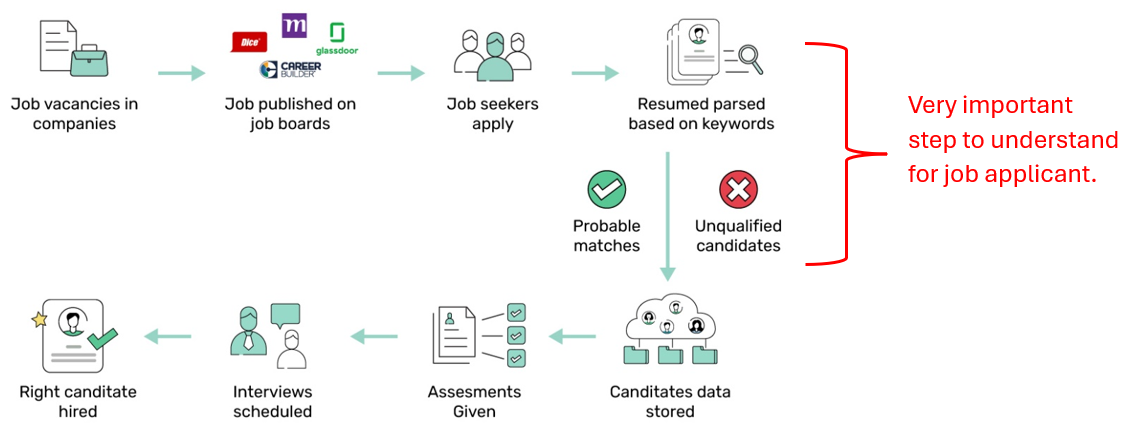 Dice
m
glassdoor
CAREER
BUILDER
Job vacancies in
companies
Job published on
job boards
Job seekers
apply
Resumed parsed
based on keywords
Very important
step to understand
for job applicant.
Probable
matches
Unqualified
candidates
Right canditate
hired
Interviews
scheduled
Assesments
Given
Canditates data
stored